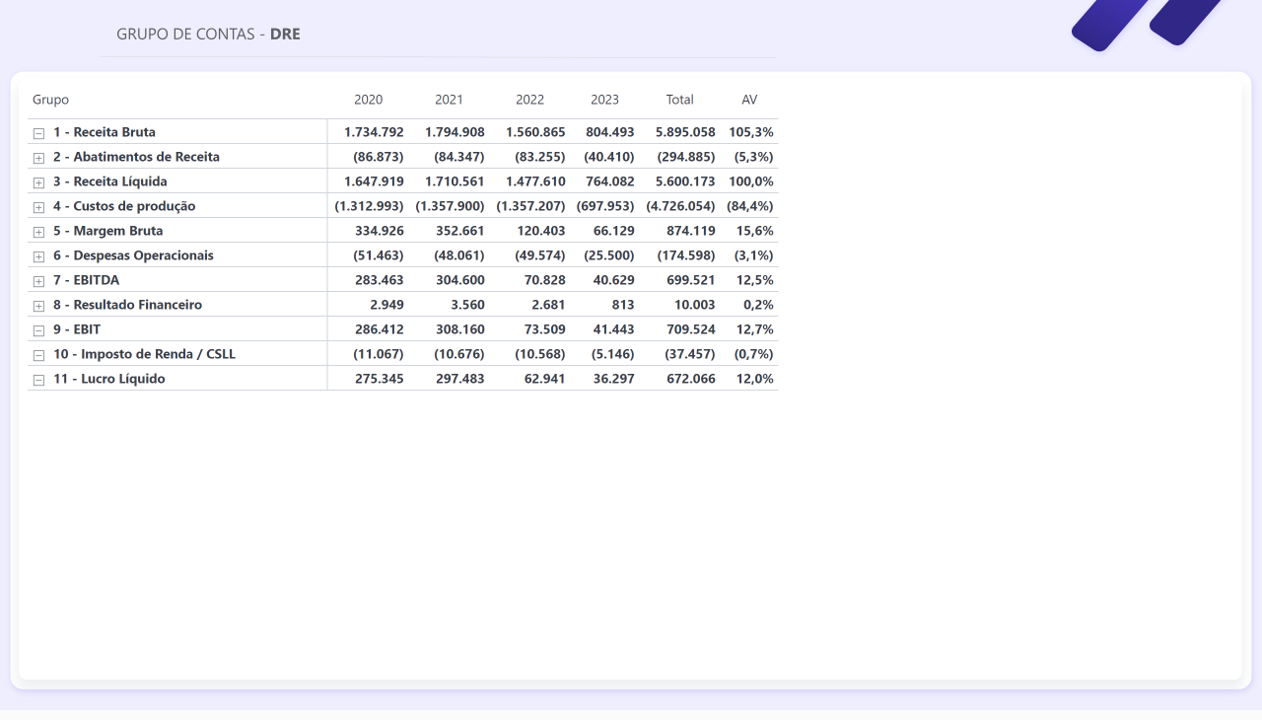 GRUPO DE CONTAS - DRE
Grupo 2020 2021 2022 2023 Total AV
1 - Receita Bruta 1.734.792 1.794.908 1.560.865 804.493 5.895.058 105,3%
2 - Abatimentos de Receita (86.873) (84.347) (83.255) (40.410) (294.885) (5,3%)
3 - Receita Líquida 1.647.919 1.710.561 1.477.610 764.082 5.600.173 100,0%
4 - Custos de produção (1.312.993) (1.357.900) (1.357.207) (697.953) (4.726.054) (84,4%)
5 - Margem Bruta 334.926 352.661 120.403 66.129 874.119 15,6%
6 - Despesas Operacionais (51.463) (48.061) (49.574) (25.500) (174.598) (3,1%)
7 - EBITDA 283.463 304.600 70.828 40.629 699.521 12,5%
8 - Resultado Financeiro 2.949 3.560 2.681 813 10.003 0,2%
9 - EBIT 286.412 308.160 73.509 41.443 709.524 12,7%
10 - Imposto de Renda / CSLL (11.067) (10.676) (10.568) (5.146) (37.457) (0,7%)
11 - Lucro Líquido 275.345 297.483 62.941 36.297 672.066 12,0%